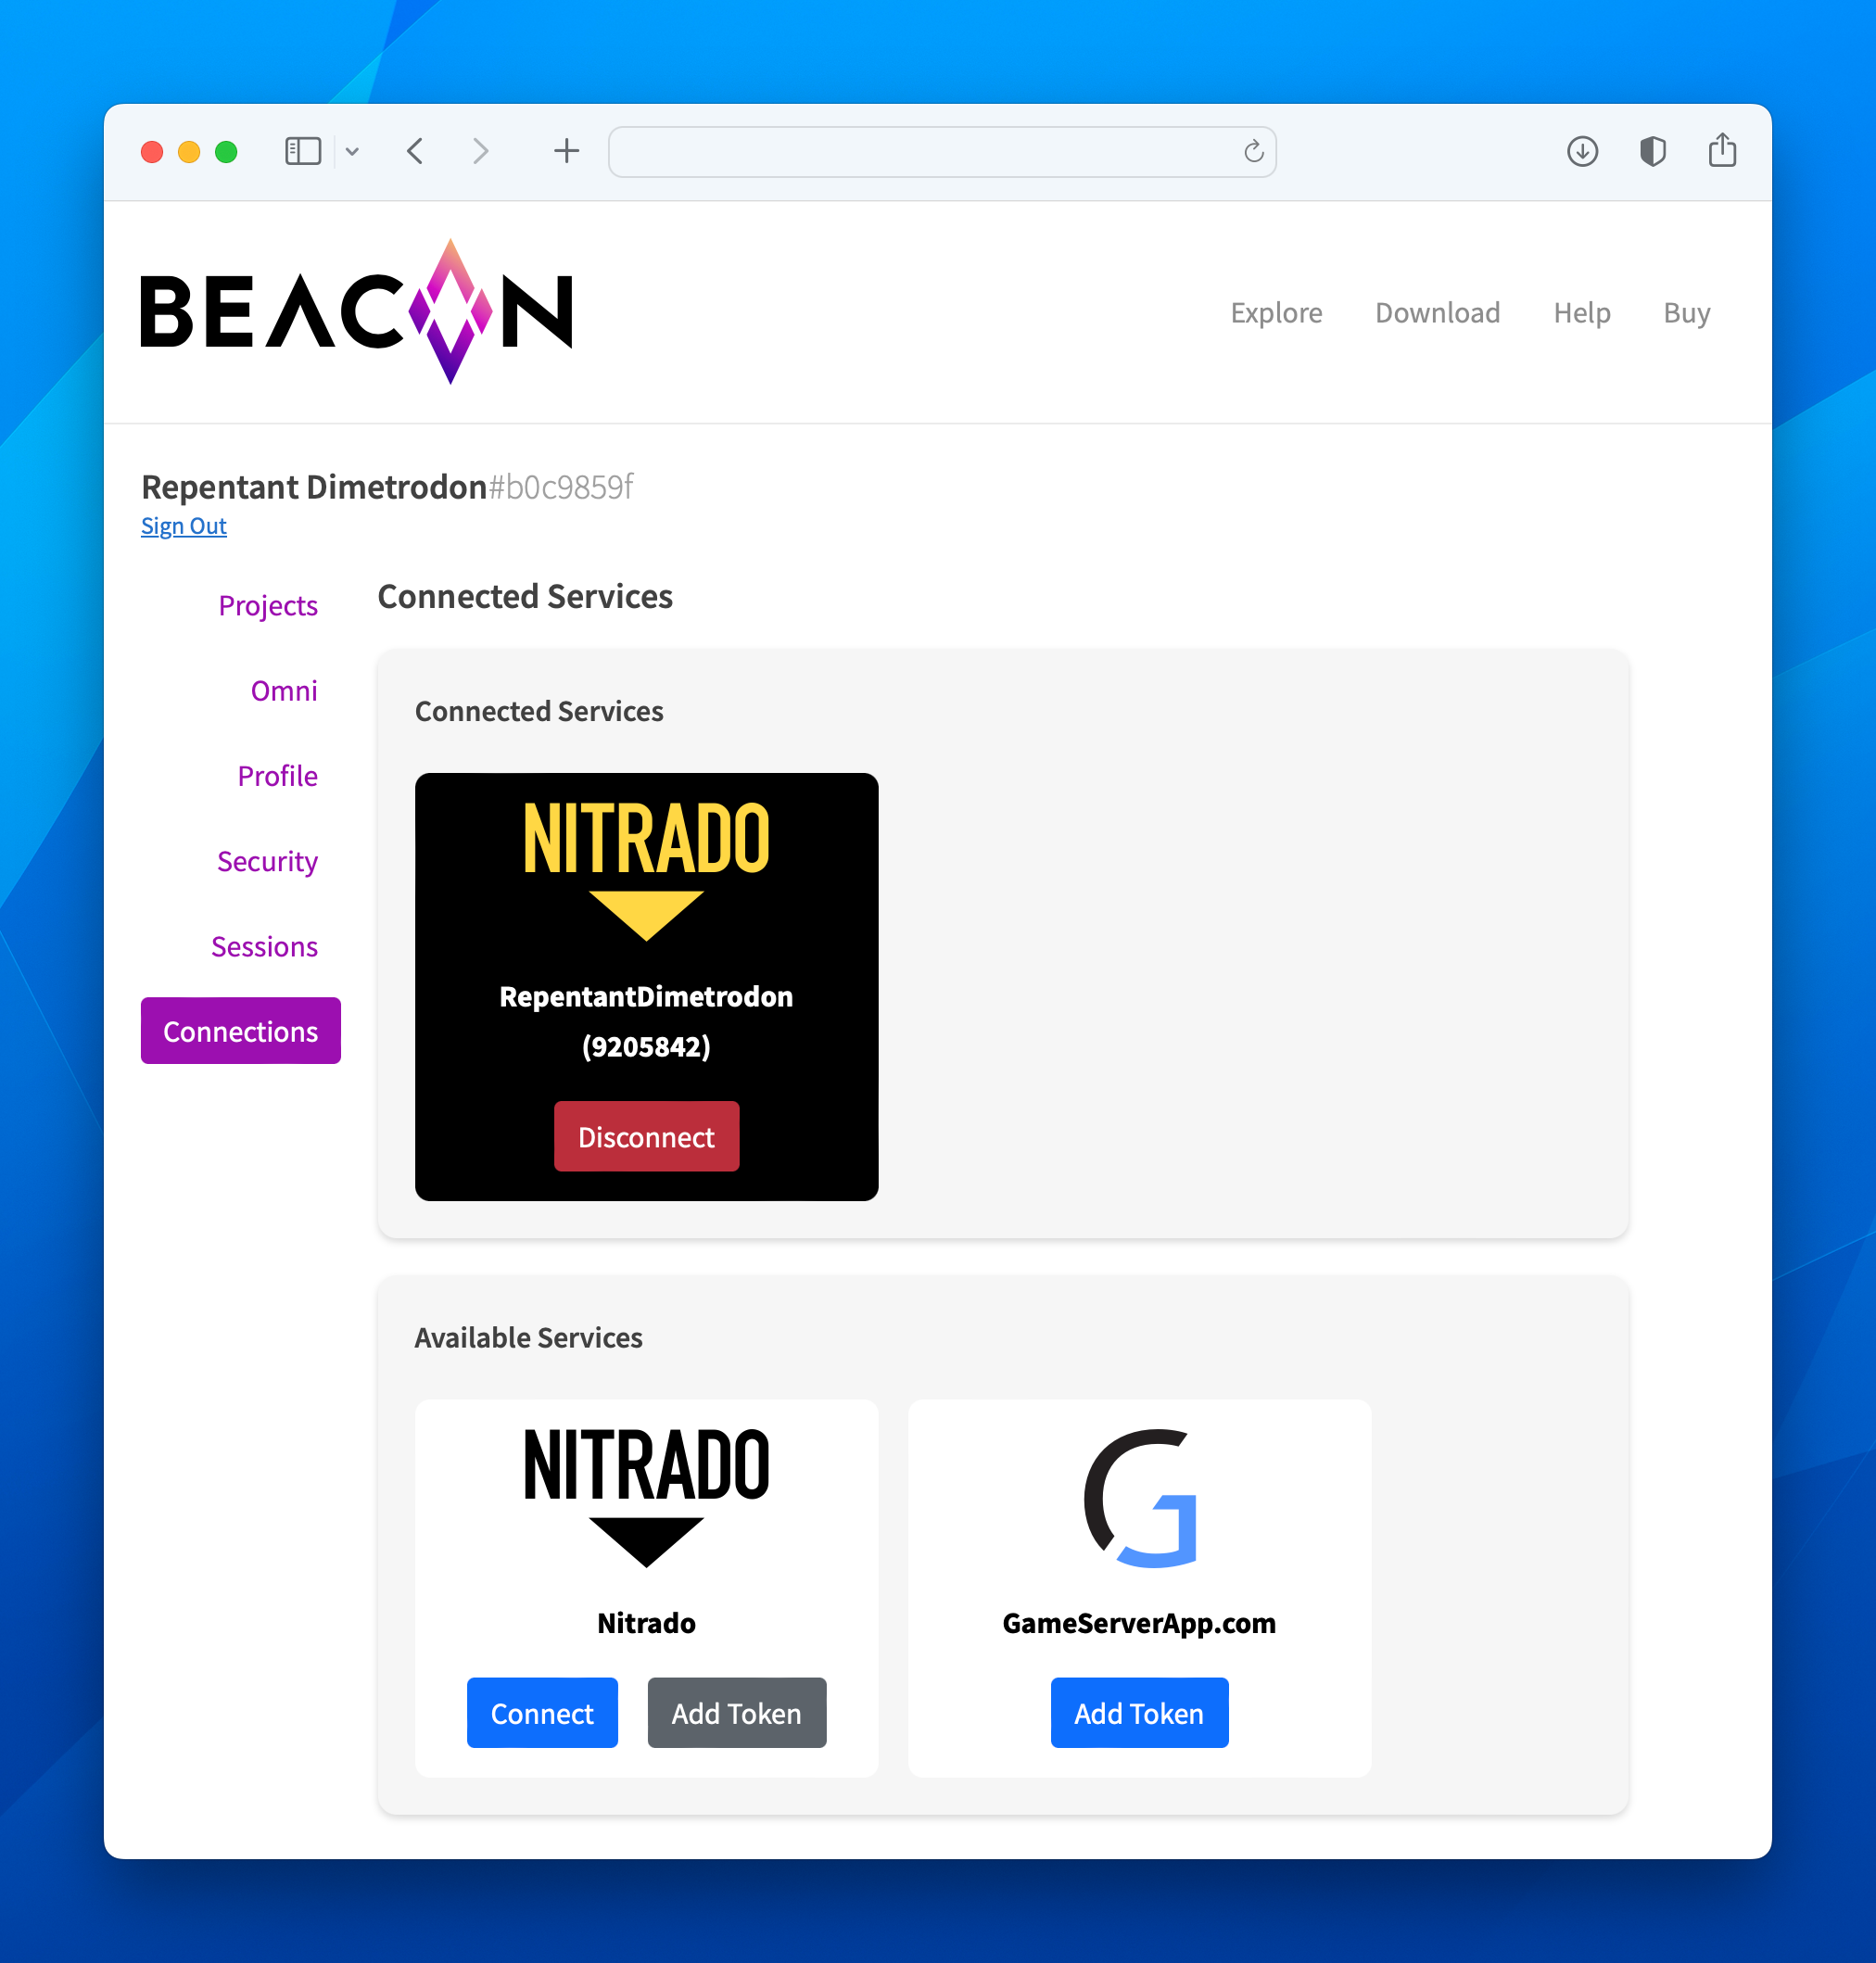 BEACON
Explore
Download
Help
Buy
Repentant Dimetrodon#b0c9859f
Sign Out
Projects
Omni
Profile
Security
Sessions
Connections
Connected Services
Connected Services
NITRADO
RepentantDimetrodon
(9205842)
Disconnect
Available Services
NITRADO
Nitrado
Connect
Add Token
G
GameServerApp.com
Add Token